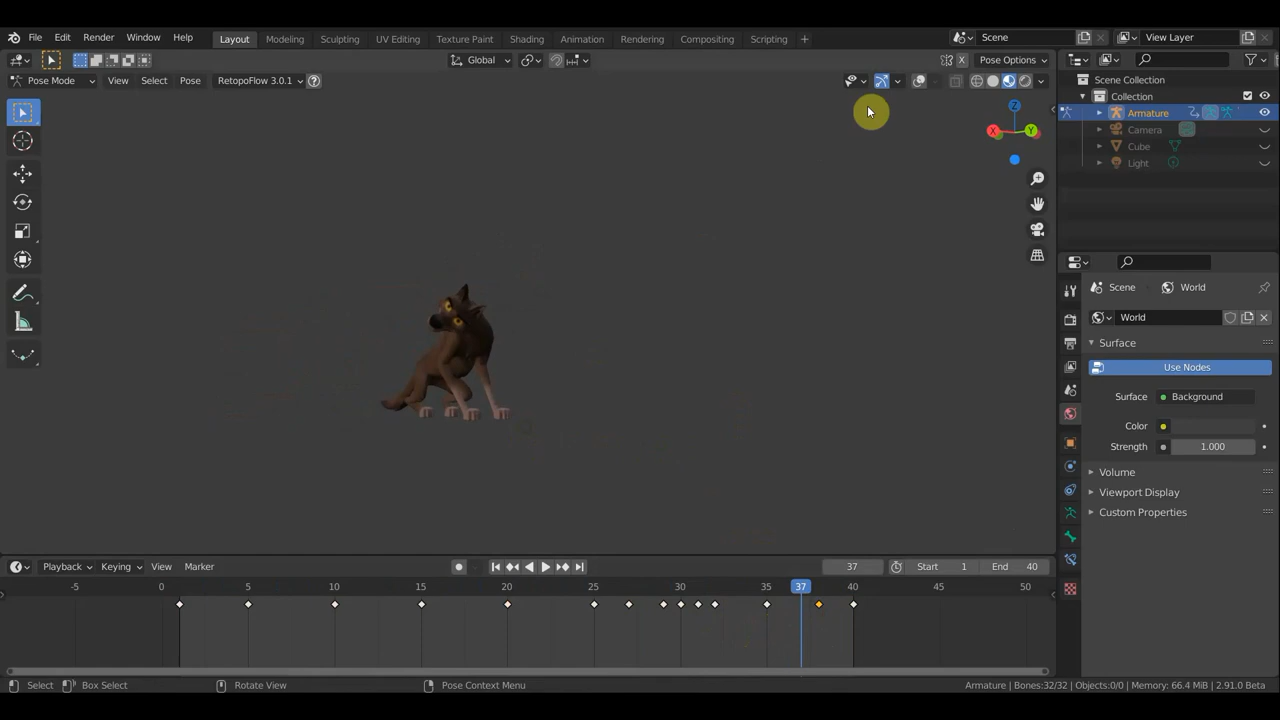 File Edit Render Window Help Layout Modeling Sculpting UV Editing Texture Paint Shading Animation Rendering Compositing Scripting + Scene View Layer
Global X Pose Options
Pose Mode View Select Pose RetopoFlow 3.0.1 ?
Scene Collection
Collection
Armature
Camera
Cube
Light
Z
X Y
Scene World
World
Surface
Use Nodes
Surface Background
Color
Strength 1.000
Volume
Viewport Display
Custom Properties
Playback Keying View Marker 37 Start 1 End 40
-5 0 5 10 15 20 25 30 35 37 40 45 50
Select Box Select Rotate View Pose Context Menu Armature | Bones:32/32 | Objects:0/0 | Memory: 66.4 MiB | 2.91.0 Beta